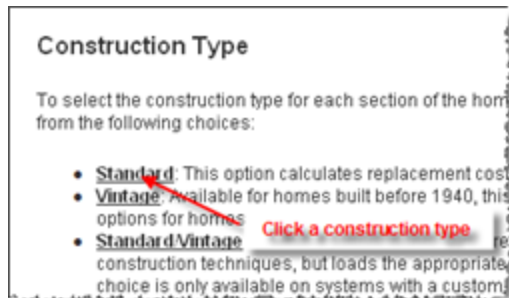 Construction Type
To select the construction type for each section of the hom
from the following choices:
Standard: This option calculates replacement cost
Vintage: Available for homes built before 1940, this
options for homes
Click a construction type
Standard/Vintage
construction techniques, but loads the appropriate
choice is only available on systems with a custom